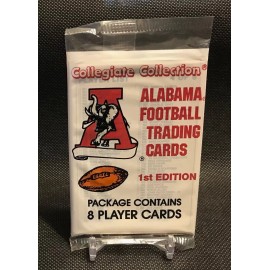 Collegiate Collection®
A
ALABAMA
FOOTBALL
TRADING
CARDS
®
1st EDITION
PACKAGE CONTAINS
8 PLAYER CARDS